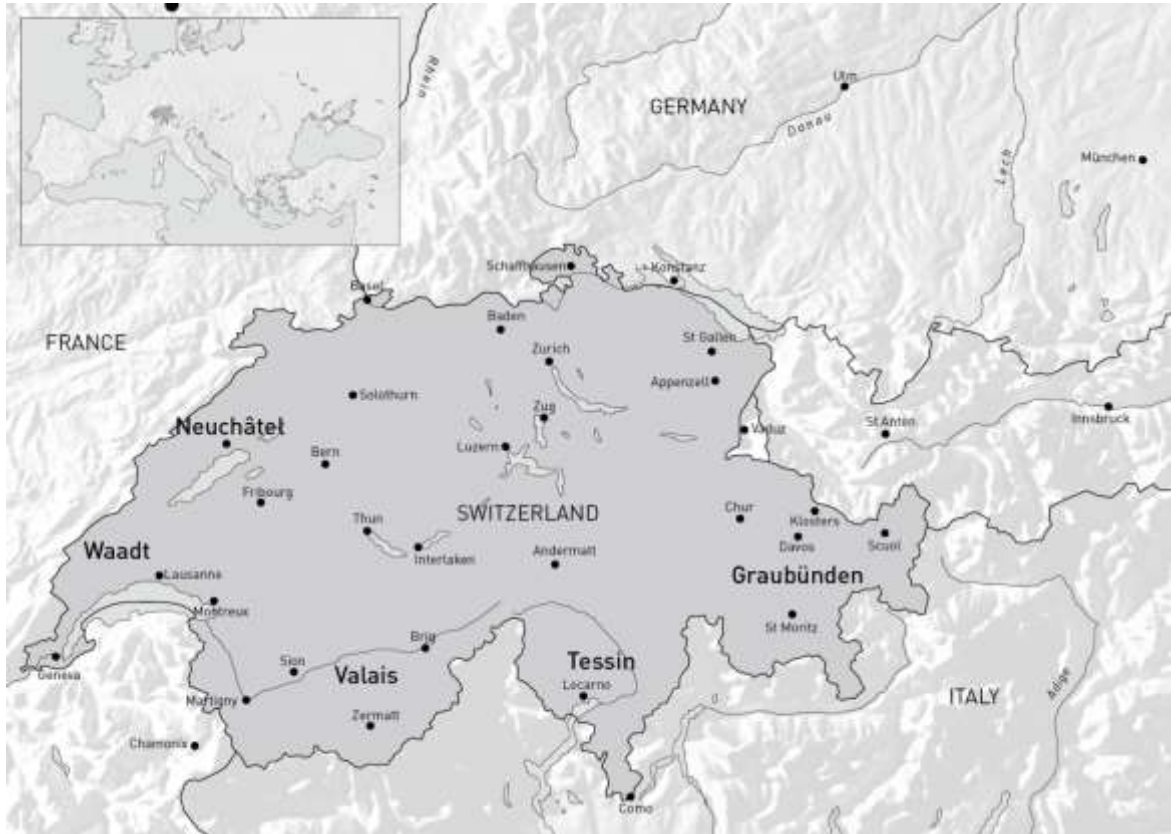 Rhein
Ulm
GERMANY
Donau
Lech
München
Schaffhausen
Konstanz
Basel
Baden
FRANCE
St Gallen
Zurich
Appenzell
Solothurn
Zug
Innsbruck
Neuchâtel
Vaduz
St Anten
Luzern
Bern
Fribourg
SWITZERLAND
Chur
Klosters
Thun
Davos
Scuol
Waadt
Interlaken
Andermatt
Graubünden
Lausanne
Montreux
St Moritz
Brig
Sion
Tessin
Geneva
Valais
Locarno
Adige
ITALY
Martigny
Zermatt
Chamonix
Como